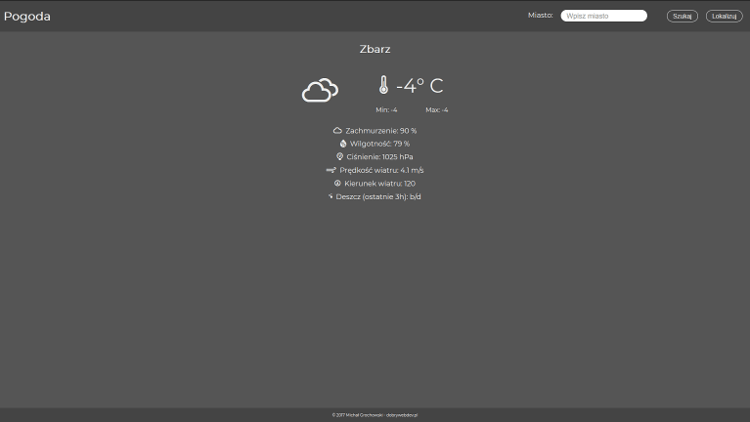 Pogoda
Miasto: Wpisz miasto Szukaj Lokalizuj
Zbarz
-4° C
Min: -4 Max: -4
Zachmurzenie: 90 %
Wilgotność: 79 %
Ciśnienie: 1025 hPa
Prędkość wiatru: 4.1 m/s
Kierunek wiatru: 120
Deszcz (ostatnie 3h): b/d
© 2017 Michał Grochowski -